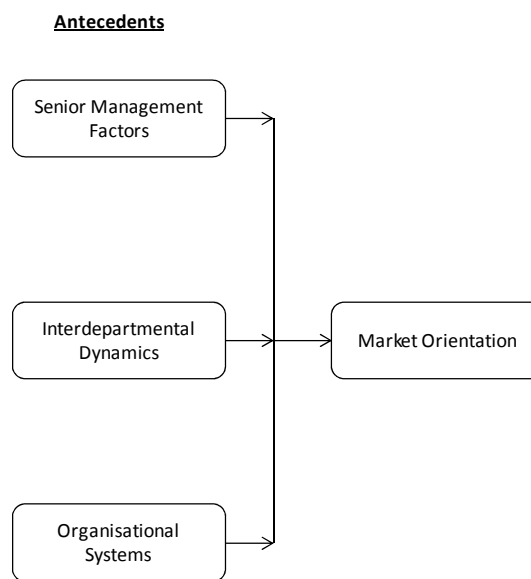 Antecedents
Senior Management
Factors
Interdepartmental
Dynamics
Market Orientation
Organisational
Systems